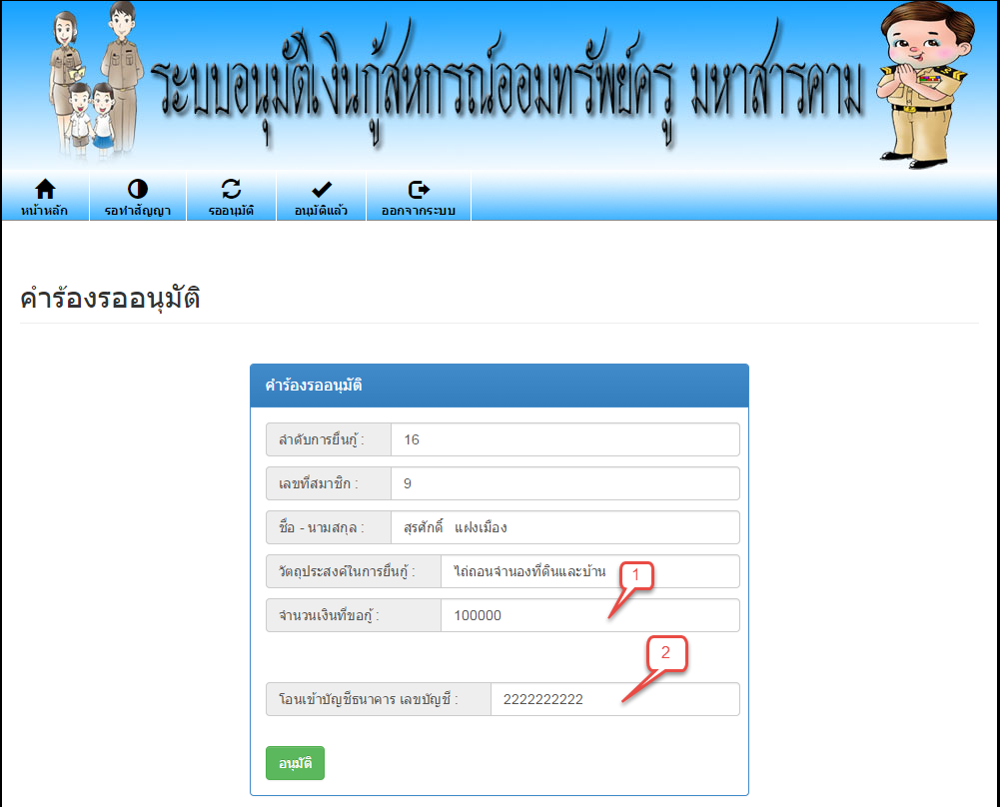 ระบบอนุมัติเงินกู้สหกรณ์ออมทรัพย์ครู มหาสารคาม
หน้าหลัก รอทำสัญญา รออนุมัติ อนุมัติแล้ว ออกจากระบบ
คำร้องรออนุมัติ
คำร้องรออนุมัติ
ลำดับการยื่นกู้ : 16
เลขที่สมาชิก : 9
ชื่อ - นามสกุล : สุรศักดิ์ แฝงเมือง
วัตถุประสงค์ในการยื่นกู้ : ไถ่ถอนจำนองที่ดินและบ้าน
1
จำนวนเงินที่ขอกู้ : 100000
2
โอนเข้าบัญชีธนาคาร เลขบัญชี : 2222222222
อนุมัติ